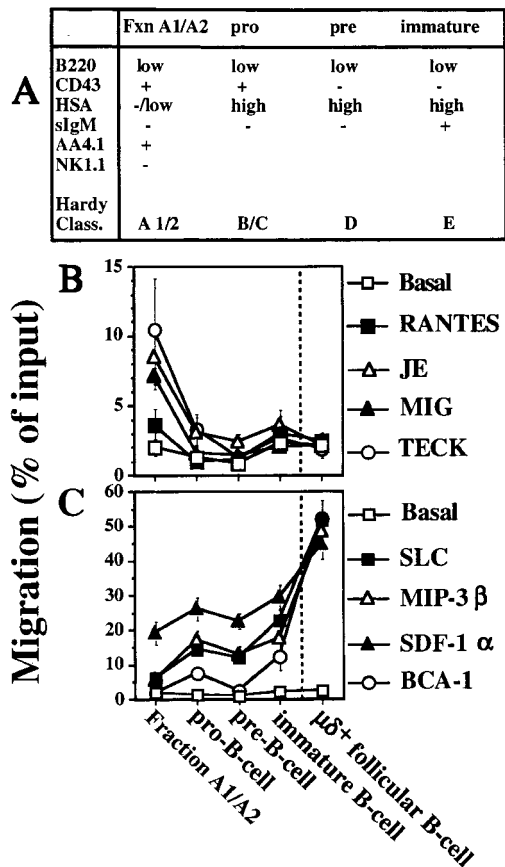 A
Fxn A1/A2 pro pre immature
B220 low low low low
CD43 + + - -
HSA -/low high high high
sIgM - - - +
AA4.1 +
NK1.1 -
Hardy
Class. A 1/2 B/C D E
Migration (% of input)
B
15
10
5
0
Basal
RANTES
JE
MIG
TECK
C
60
50
40
30
20
10
0
Basal
SLC
MIP-3 β
SDF-1 α
BCA-1
Fraction A1/A2
pro-B-cell
pre-B-cell
immature B-cell
μδ+ follicular B-cell